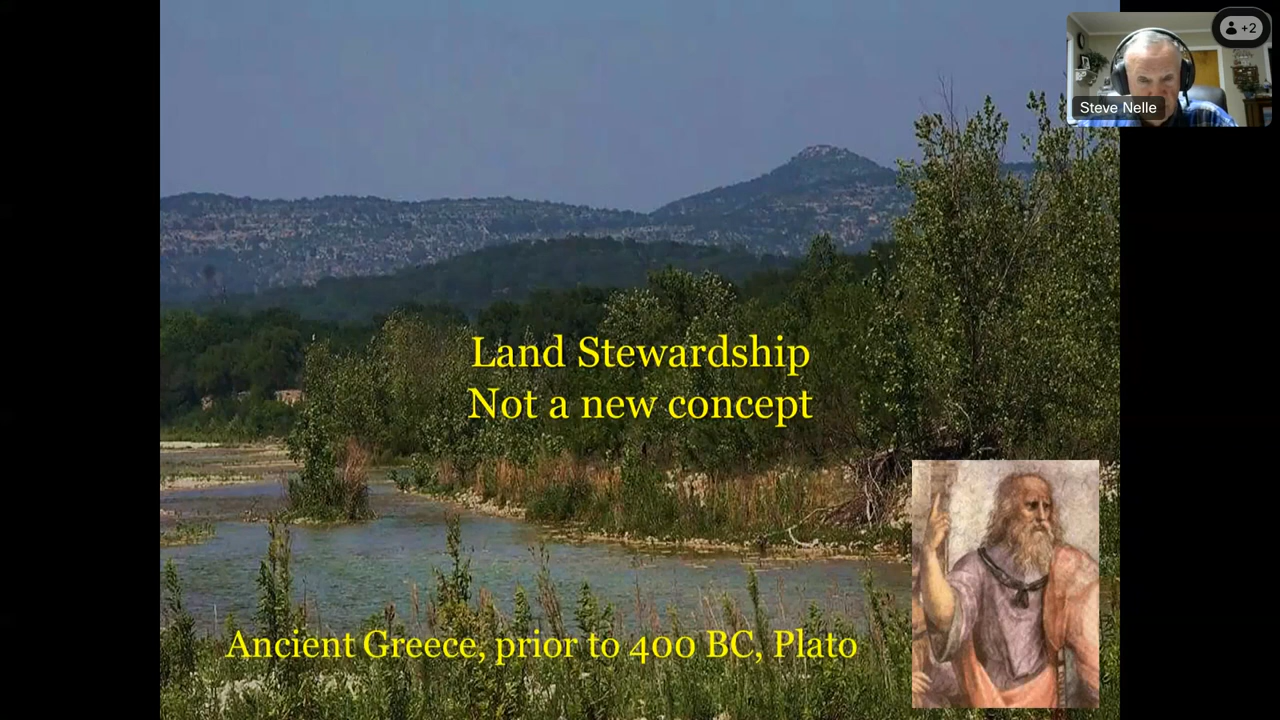 +2
Steve Nelle
Land Stewardship
Not a new concept
Ancient Greece, prior to 400 BC, Plato